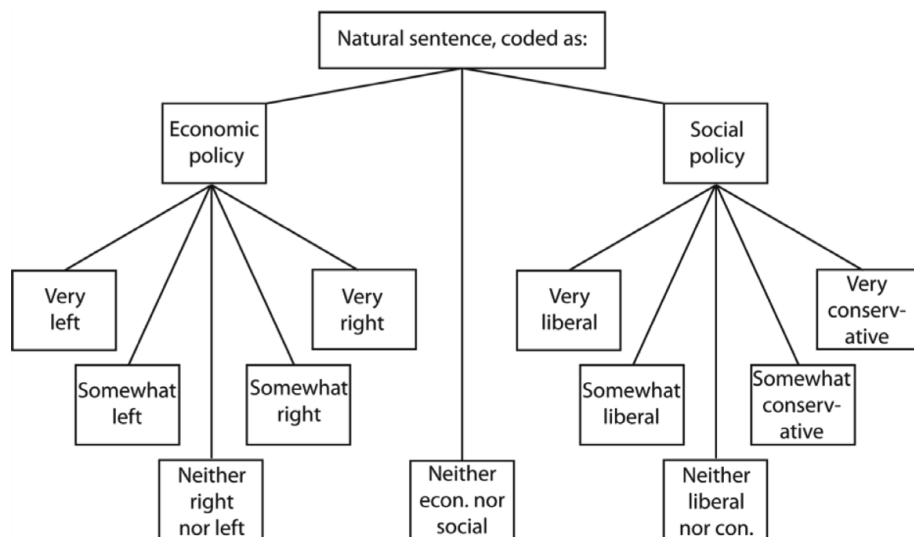 Natural sentence, coded as:
Economic
policy
Social
policy
Very
left
Somewhat
left
Neither
right
nor left
Somewhat
right
Very
right
Neither
econ. nor
social
Very
liberal
Somewhat
liberal
Neither
liberal
nor con.
Somewhat
conserv-
ative
Very
conserv-
ative